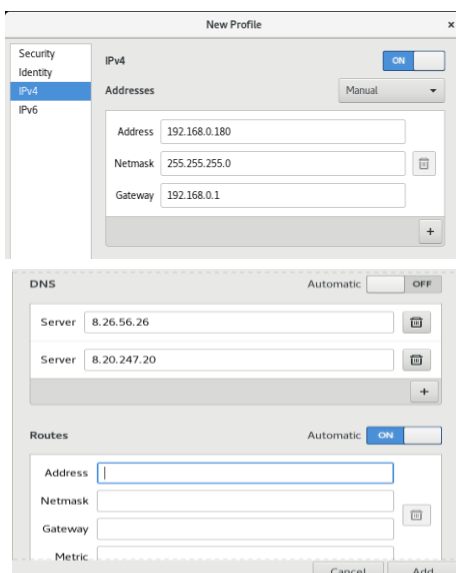 New Profile ×
Security
Identity
IPv4
IPv6
IPv4 ON
Addresses Manual
Address 192.168.0.180
Netmask 255.255.255.0
Gateway 192.168.0.1
+
DNS Automatic OFF
Server 8.26.56.26
Server 8.20.247.20
+
Routes Automatic ON
Address
Netmask
Gateway
Metric
Cancel Add